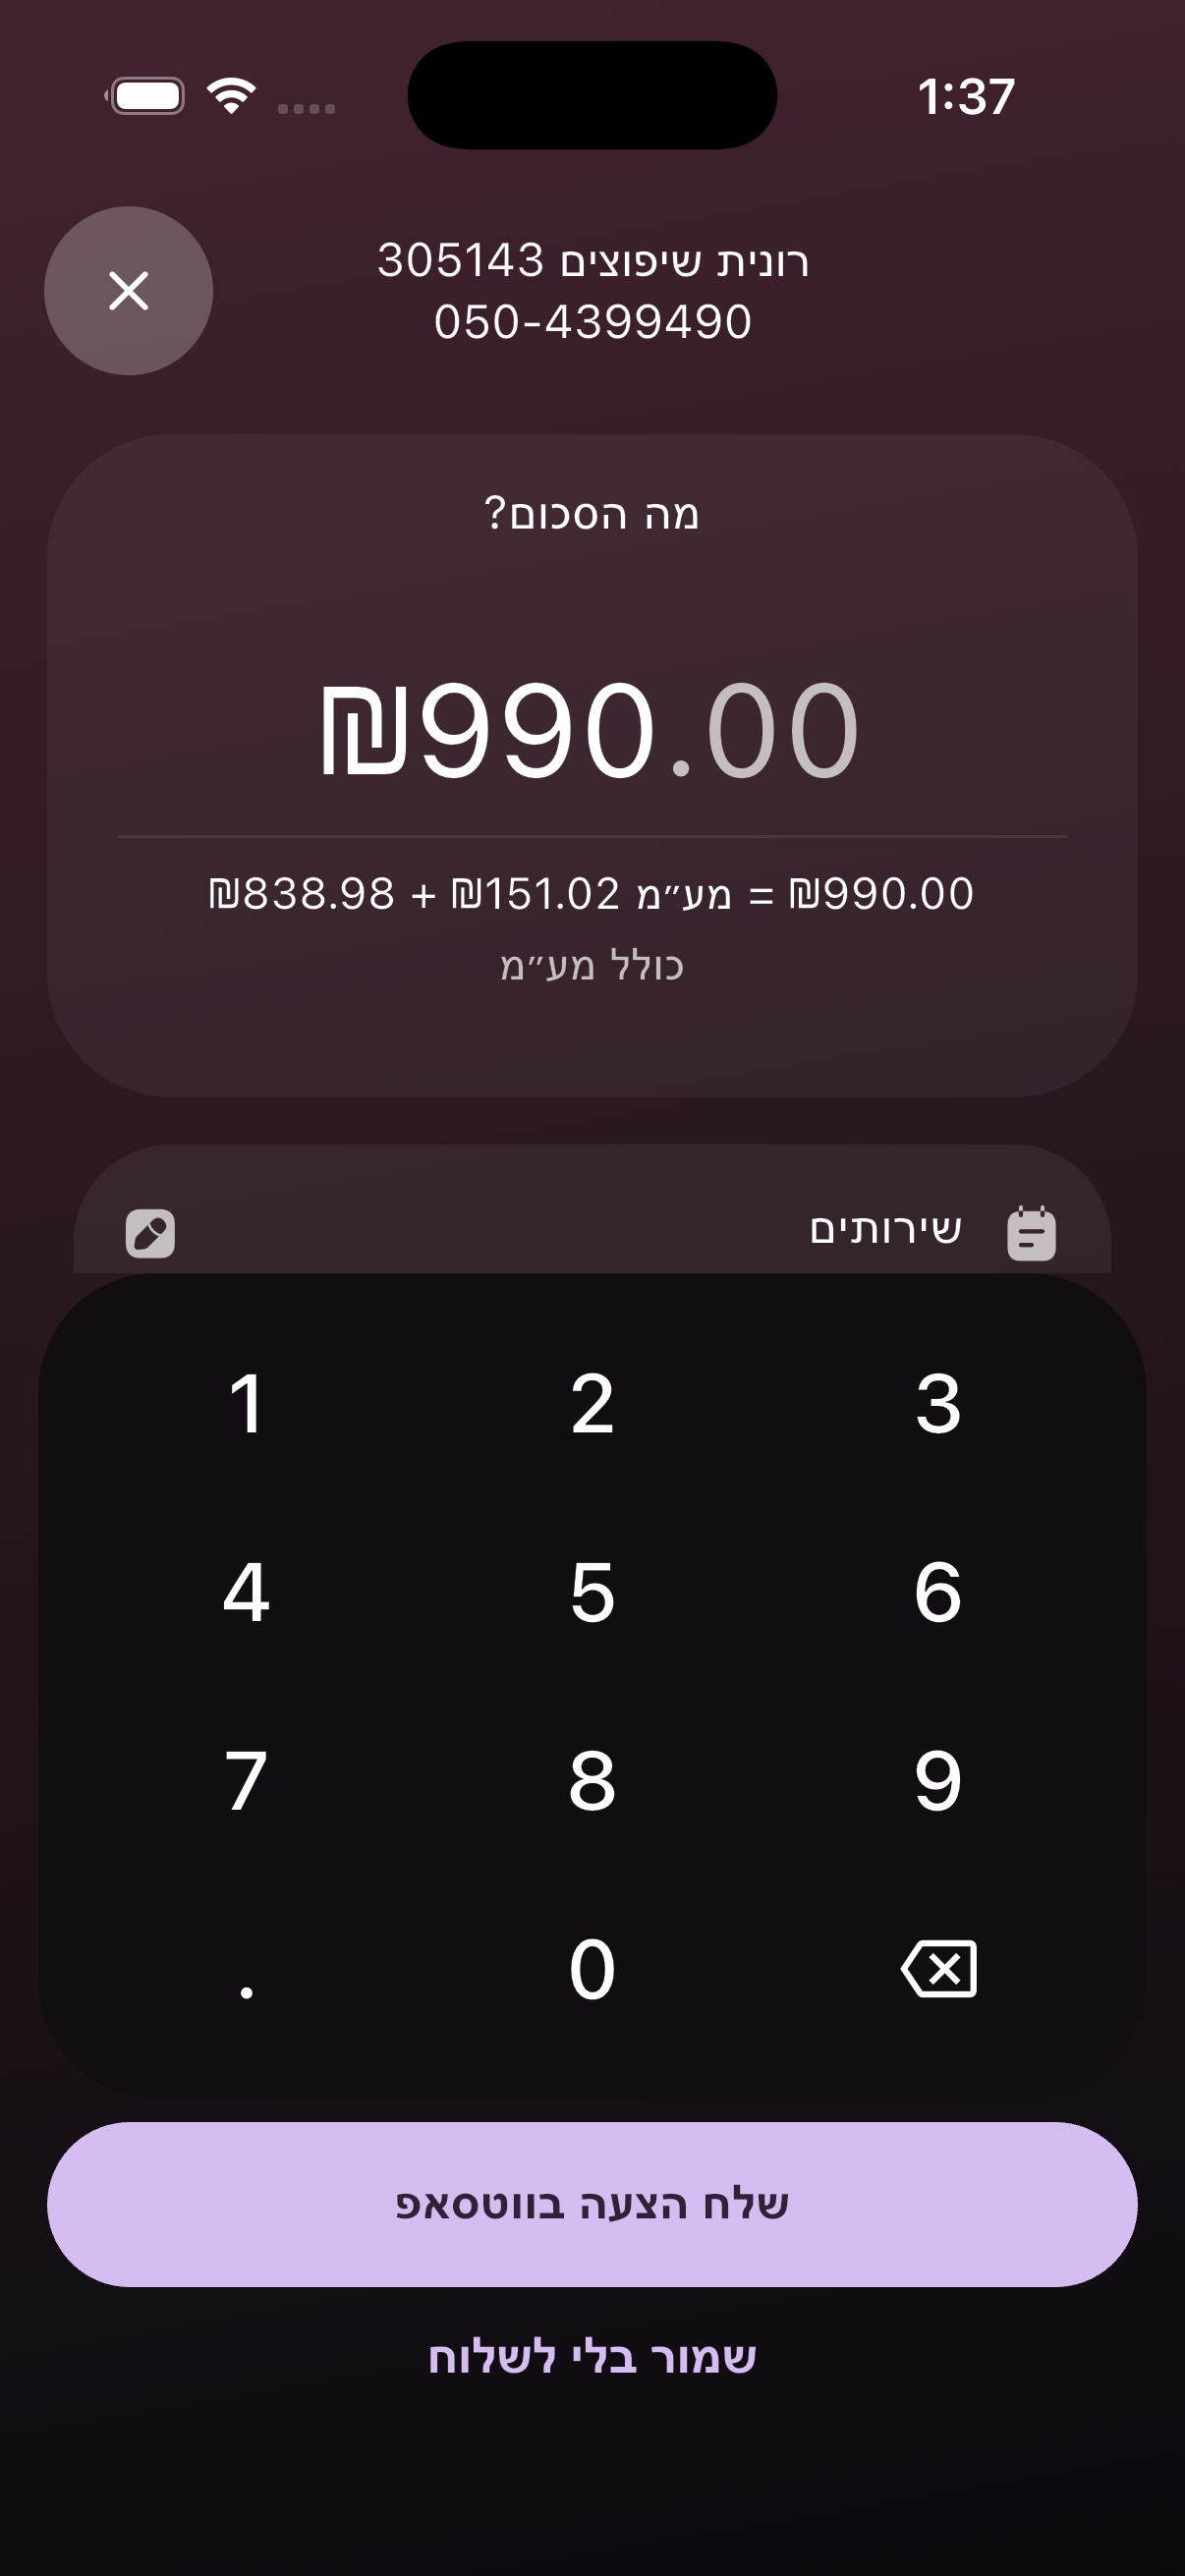 1:37
רונית שיפוצים 305143
050-4399490
מה הסכום?
₪990.00
₪838.98 + ₪151.02 מע״מ = ₪990.00
כולל מע״מ
שירותים
1 2 3
4 5 6
7 8 9
. 0
שלח הצעה בווטסאפ
שמור בלי לשלוח